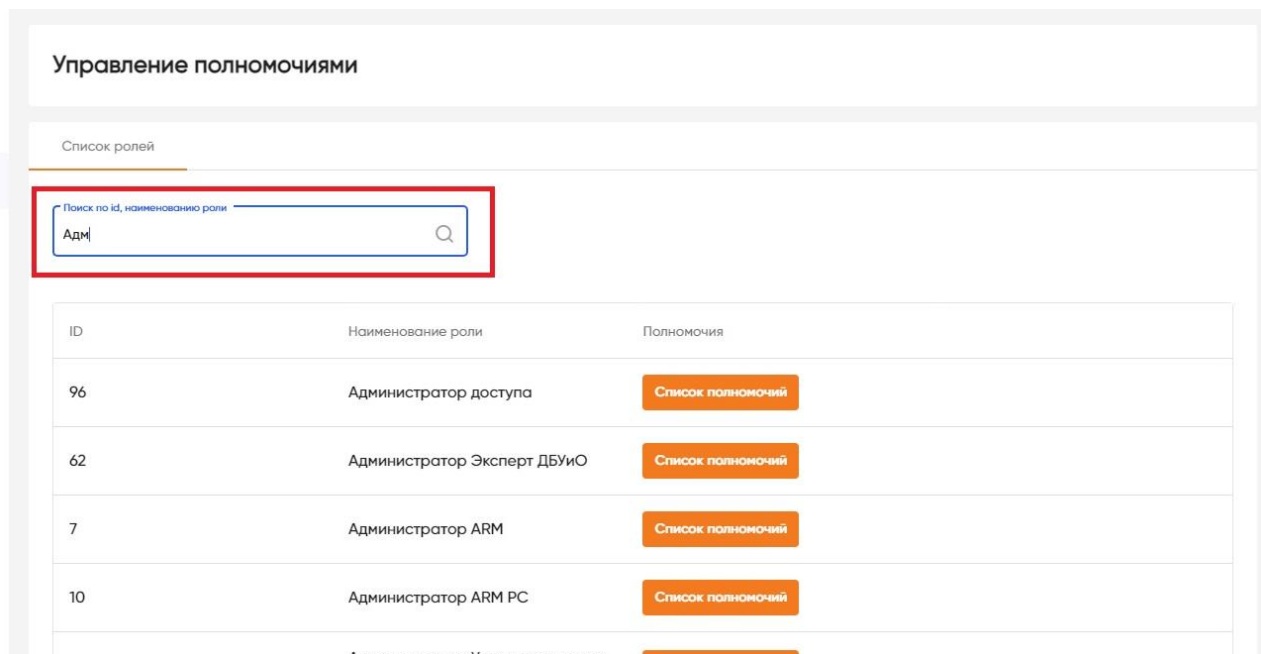 Управление полномочиями
Список ролей
Поиск по id, наименованию роли
Адм
ID Наименование роли Полномочия
96 Администратор доступа Список полномочий
62 Администратор Эксперт ДБУиО Список полномочий
7 Администратор ARM Список полномочий
10 Администратор ARM PC Список полномочий